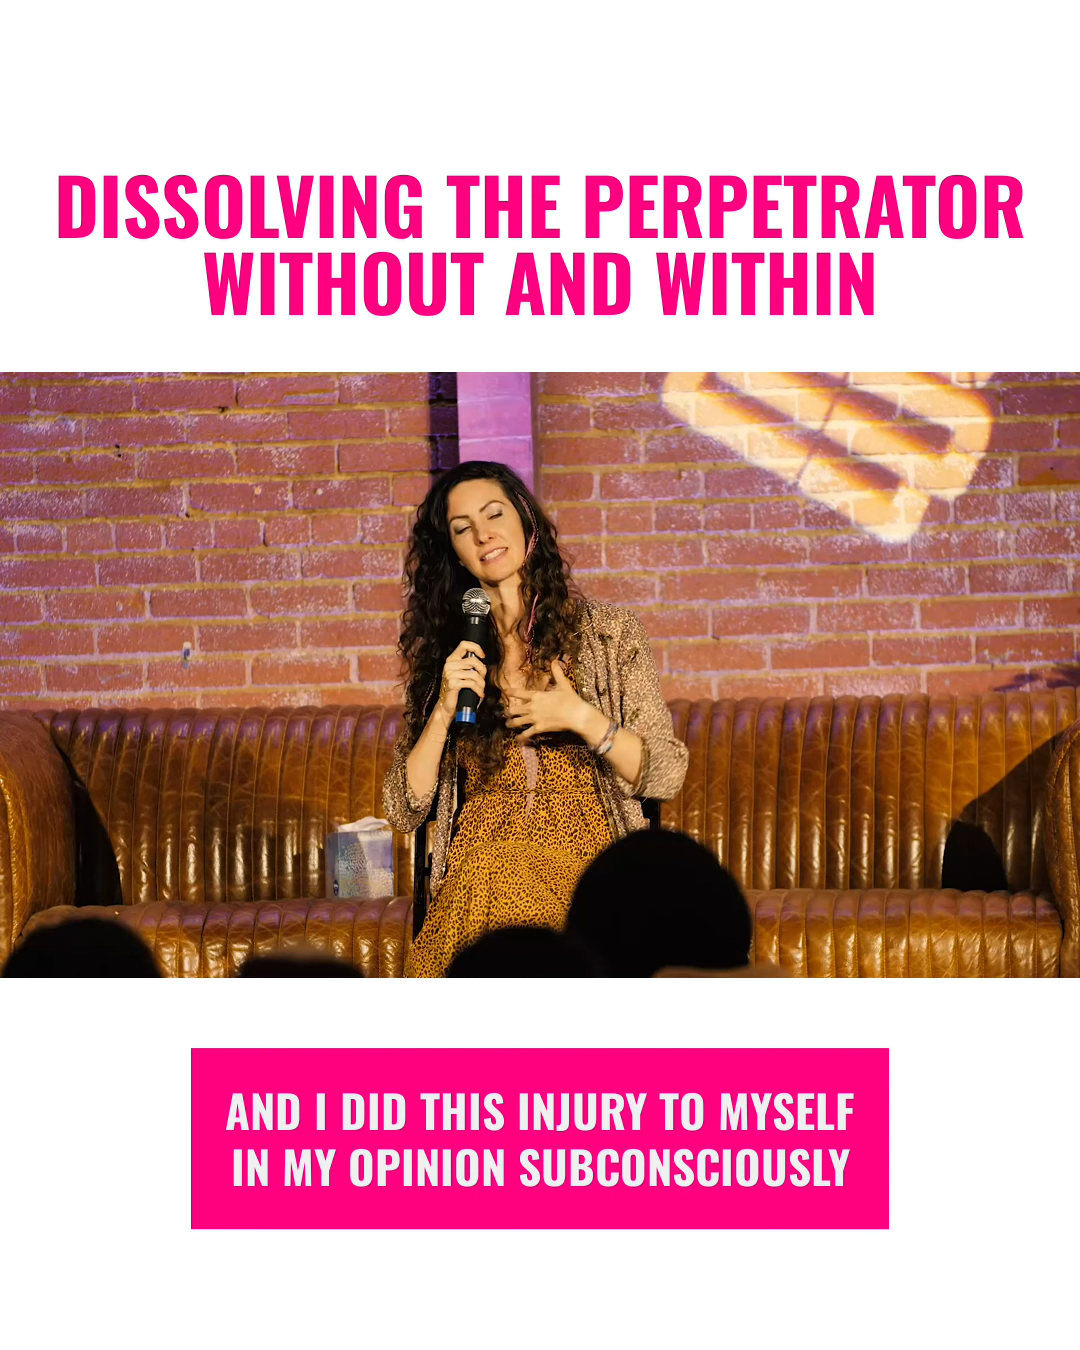 DISSOLVING THE PERPETRATOR
WITHOUT AND WITHIN
AND I DID THIS INJURY TO MYSELF
IN MY OPINION SUBCONSCIOUSLY